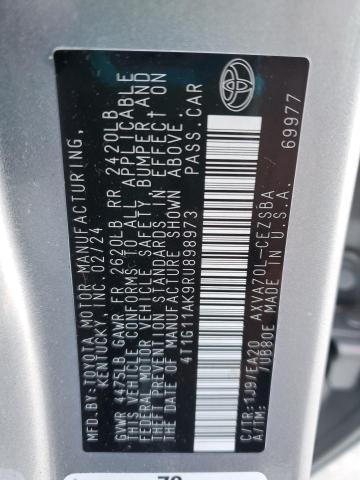 MFD. BY: TOYOTA MOTOR MANUFACTURING,
KENTUCKY, INC. 02/24
GVWR 4475LB GAWR FR 2620LB RR 2420LB
THIS VEHICLE CONFORMS TO ALL APPLICABLE
FEDERAL MOTOR VEHICLE SAFETY, BUMPER, AND
THEFT PREVENTION STANDARDS IN EFFECT ON
THE DATE OF MANUFACTURE SHOWN ABOVE.
4T1G11AK9RU898973 PASS. CAR
C/TR: 1J9/EA20 AXVA70L-CEZSBA
A/TM: /UB80E MADE IN U.S.A.
69977
TOYOTA